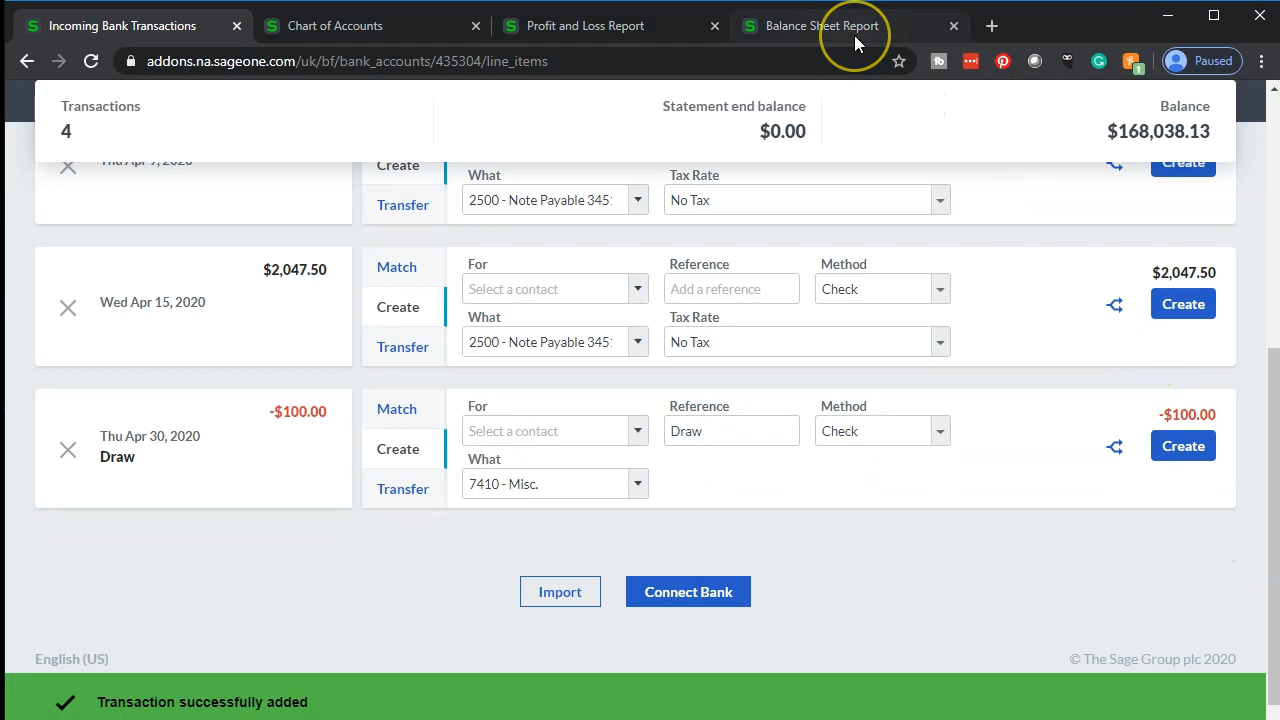 Incoming Bank Transactions
Chart of Accounts
Profit and Loss Report
Balance Sheet Report
addons.na.sageone.com/uk/bf/bank_accounts/435304/line_items
Paused
Transactions
4
Statement end balance
$0.00
Balance
$168,038.13
Thu Apr 9, 2020
Create
Transfer
What
2500 - Note Payable 345
Tax Rate
No Tax
Create
$2,047.50
Wed Apr 15, 2020
Match
Create
Transfer
For
Select a contact
Reference
Add a reference
Method
Check
What
2500 - Note Payable 345
Tax Rate
No Tax
$2,047.50
Create
-$100.00
Thu Apr 30, 2020
Draw
Match
Create
Transfer
For
Select a contact
Reference
Draw
Method
Check
What
7410 - Misc.
-$100.00
Create
Import
Connect Bank
English (US)
© The Sage Group plc 2020
Transaction successfully added